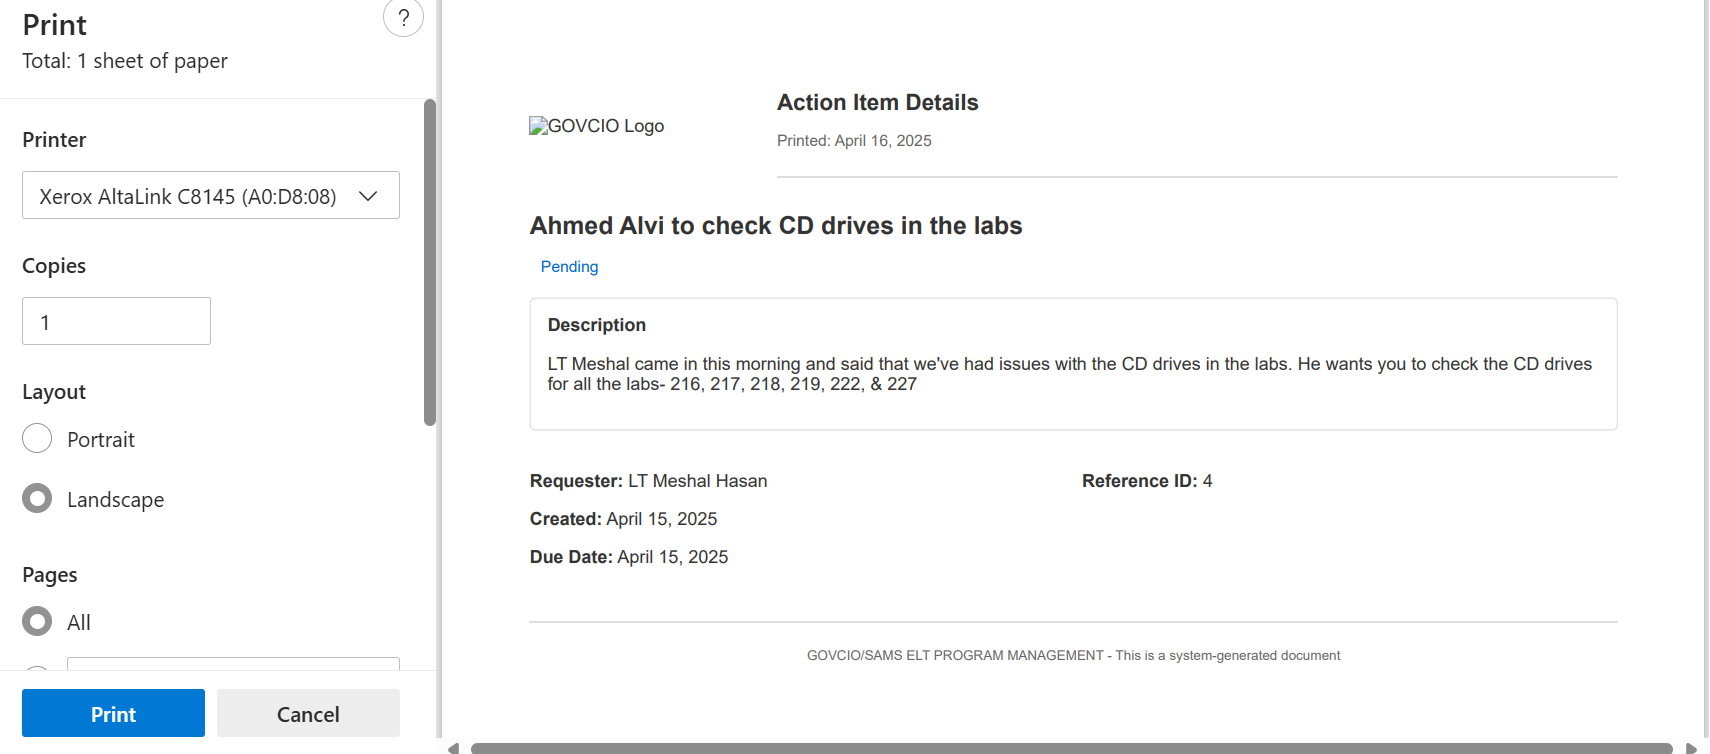 Print
?
Total: 1 sheet of paper
Printer
Xerox AltaLink C8145 (A0:D8:08)
Copies
1
Layout
Portrait
Landscape
Pages
All
Print
Cancel
GOVCIO Logo
Action Item Details
Printed: April 16, 2025
Ahmed Alvi to check CD drives in the labs
Pending
Description
LT Meshal came in this morning and said that we've had issues with the CD drives in the labs. He wants you to check the CD drives
for all the labs- 216, 217, 218, 219, 222, & 227
Requester: LT Meshal Hasan
Reference ID: 4
Created: April 15, 2025
Due Date: April 15, 2025
GOVCIO/SAMS ELT PROGRAM MANAGEMENT - This is a system-generated document